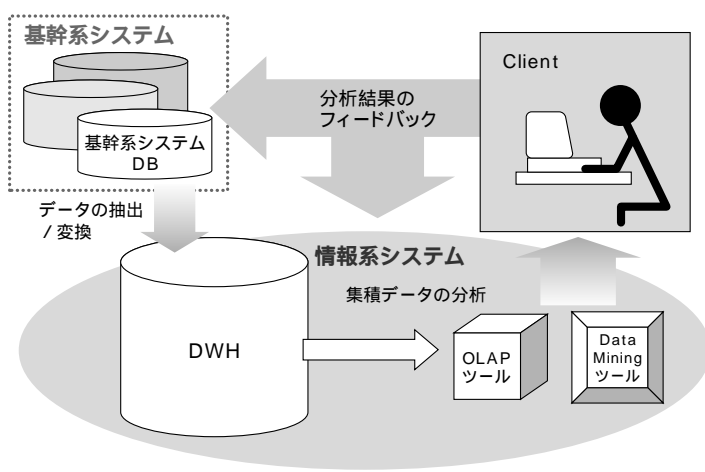 基幹系システム
基幹系システム
DB
データの抽出
/変換
分析結果の
フィードバック
Client
情報系システム
集積データの分析
DWH
OLAP
ツール
Data
Mining
ツール